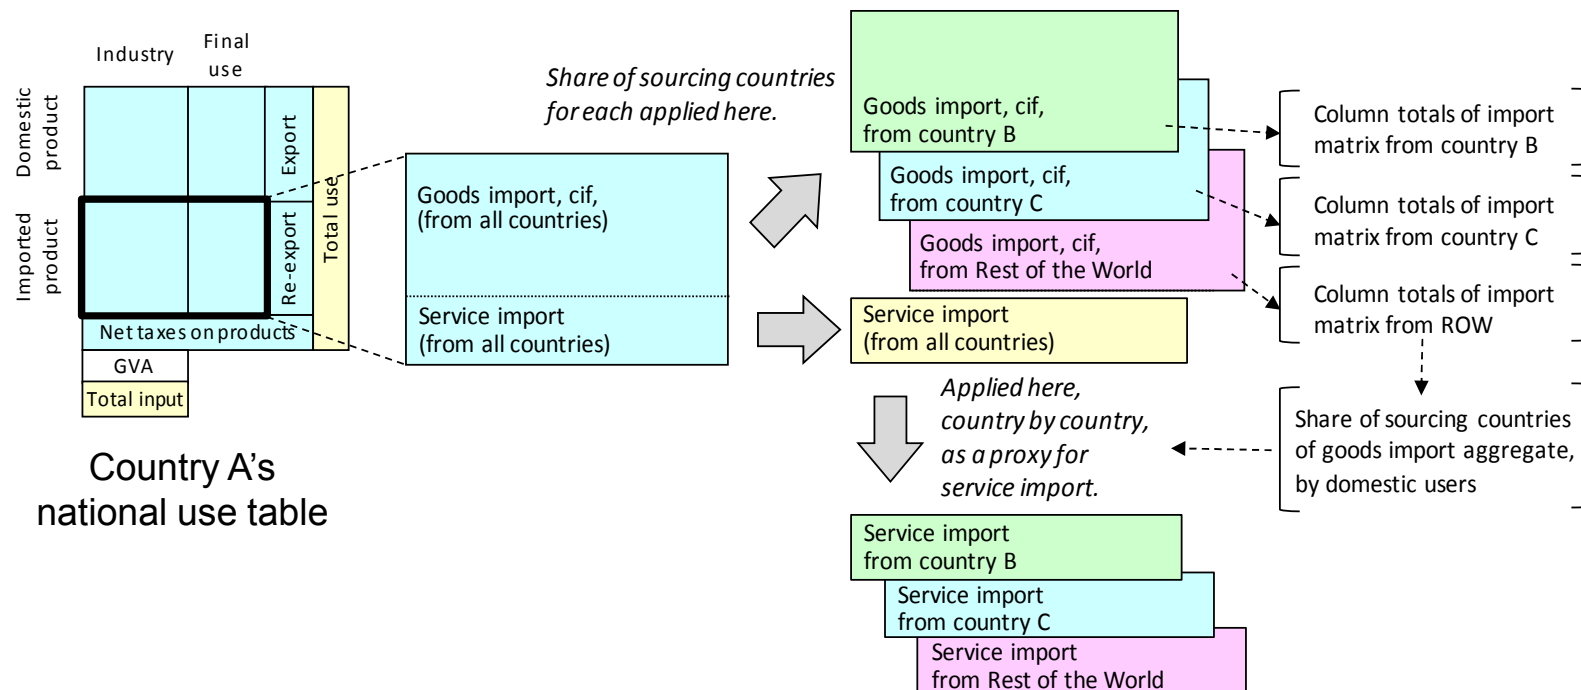 Industry
Final
use
Domestic
product
Imported
product
Export
Re-export
Total use
Net taxes on products
GVA
Total input
Country A's
national use table
Share of sourcing countries
for each applied here.
Goods import, cif,
(from all countries)
Service import
(from all countries)
Goods import, cif,
from country B
Goods import, cif,
from country C
Goods import, cif,
from Rest of the World
Service import
(from all countries)
Column totals of import
matrix from country B
Column totals of import
matrix from country C
Column totals of import
matrix from ROW
Share of sourcing countries
of goods import aggregate,
by domestic users
Applied here,
country by country,
as a proxy for
service import.
Service import
from country B
Service import
from country C
Service import
from Rest of the World